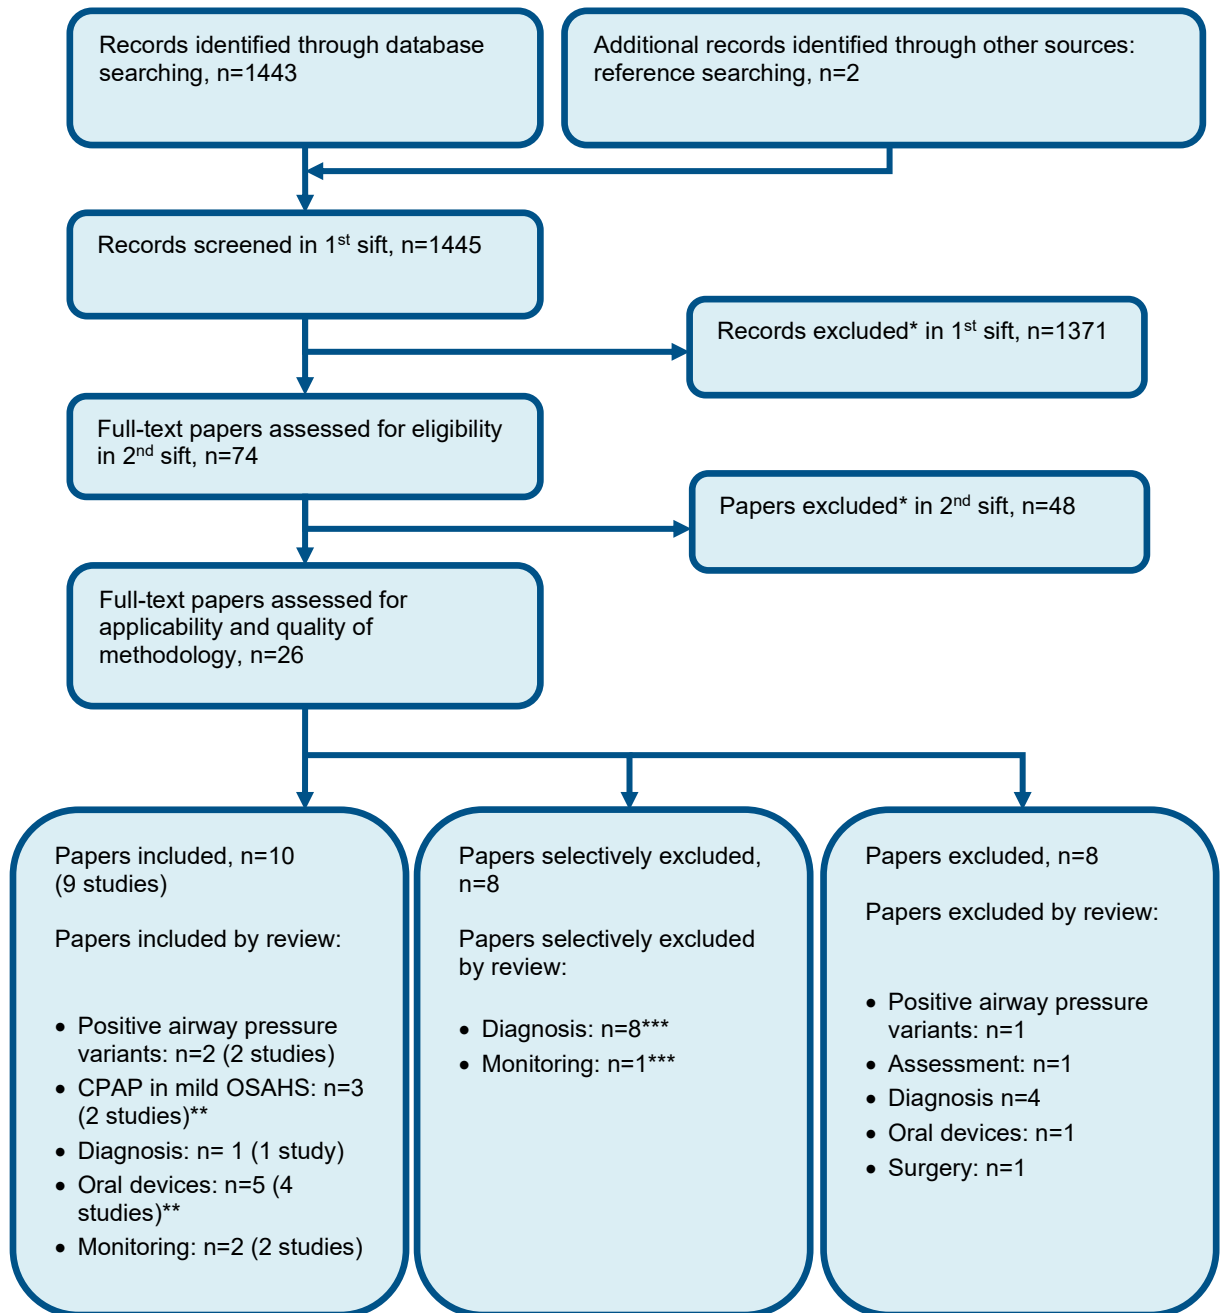 Records identified through database
searching, n=1443
Additional records identified through other sources:
reference searching, n=2
Records screened in 1st sift, n=1445
Records excluded* in 1st sift, n=1371
Full-text papers assessed for eligibility
in 2nd sift, n=74
Papers excluded* in 2nd sift, n=48
Full-text papers assessed for
applicability and quality of
methodology, n=26
Papers included, n=10
(9 studies)
Papers included by review:
• Positive airway pressure
variants: n=2 (2 studies)
• CPAP in mild OSAHS: n=3
(2 studies)**
• Diagnosis: n= 1 (1 study)
• Oral devices: n=5 (4
studies)**
• Monitoring: n=2 (2 studies)
Papers selectively excluded,
n=8
Papers selectively excluded
by review:
• Diagnosis: n=8***
• Monitoring: n=1***
Papers excluded, n=8
Papers excluded by review:
• Positive airway pressure
variants: n=1
• Assessment: n=1
• Diagnosis n=4
• Oral devices: n=1
• Surgery: n=1